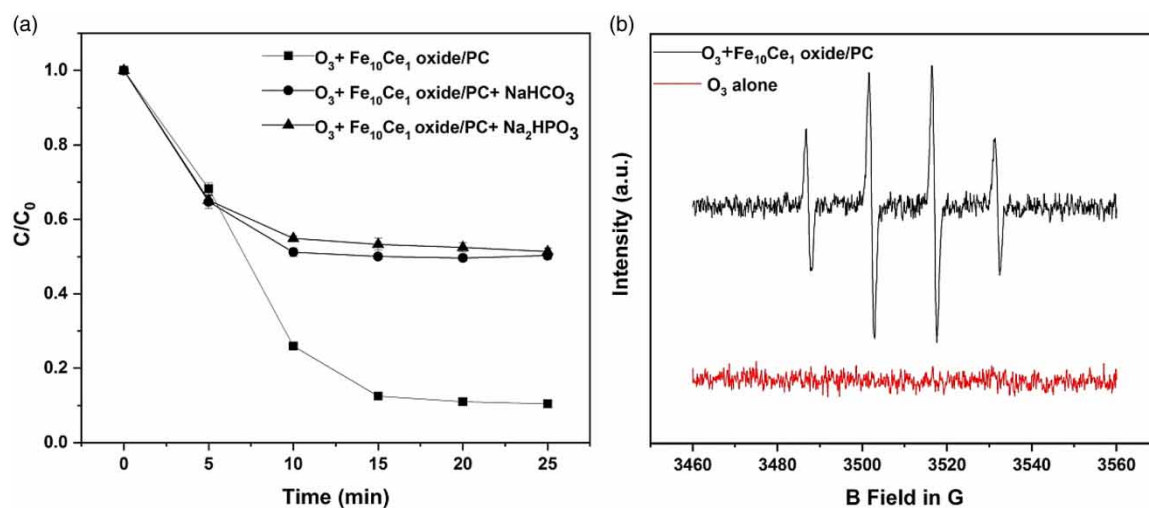 (a)
O₃+ Fe₁₀Ce₁ oxide/PC
O₃+ Fe₁₀Ce₁ oxide/PC+ NaHCO₃
O₃+ Fe₁₀Ce₁ oxide/PC+ Na₂HPO₃
1.0
0.8
0.6
0.4
0.2
0.0
C/C₀
0 5 10 15 20 25
Time (min)
(b)
O₃+Fe₁₀Ce₁ oxide/PC
O₃ alone
Intensity (a.u.)
3460 3480 3500 3520 3540 3560
B Field in G